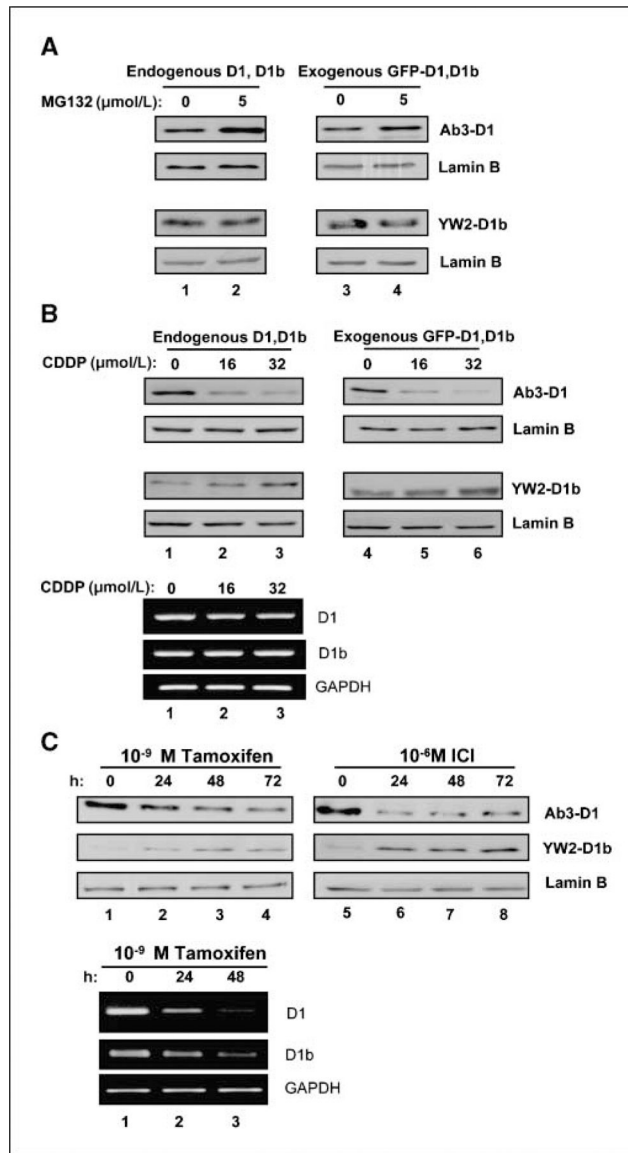 A
Endogenous D1, D1b Exogenous GFP-D1,D1b
MG132 (μmol/L): 0 5 0 5
Ab3-D1
Lamin B
YW2-D1b
Lamin B
1 2 3 4
B
Endogenous D1,D1b Exogenous GFP-D1,D1b
CDDP (μmol/L): 0 16 32 0 16 32
Ab3-D1
Lamin B
YW2-D1b
Lamin B
1 2 3 4 5 6
CDDP (μmol/L): 0 16 32
D1
D1b
GAPDH
1 2 3
C
10⁻⁹ M Tamoxifen 10⁻⁶M ICI
h: 0 24 48 72 0 24 48 72
Ab3-D1
YW2-D1b
Lamin B
1 2 3 4 5 6 7 8
10⁻⁹ M Tamoxifen
h: 0 24 48
D1
D1b
GAPDH
1 2 3